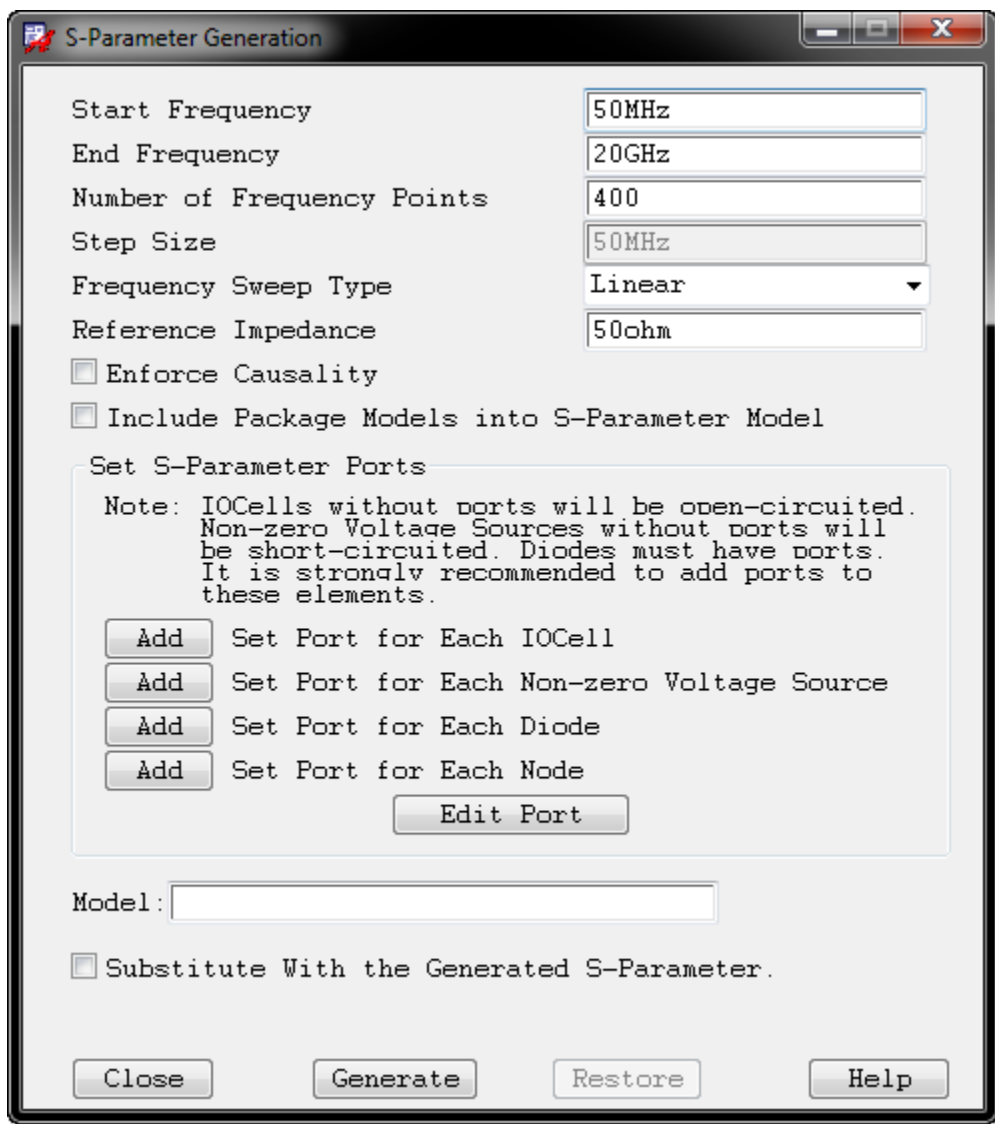 S-Parameter Generation
Start Frequency 50MHz
End Frequency 20GHz
Number of Frequency Points 400
Step Size 50MHz
Frequency Sweep Type Linear
Reference Impedance 50ohm
Enforce Causality
Include Package Models into S-Parameter Model
Set S-Parameter Ports
Note: IOCells without ports will be open-circuited.
Non-zero Voltage Sources without ports will
be short-circuited. Diodes must have ports.
It is strongly recommended to add ports to
these elements.
Add Set Port for Each IOCell
Add Set Port for Each Non-zero Voltage Source
Add Set Port for Each Diode
Add Set Port for Each Node
Edit Port
Model:
Substitute With the Generated S-Parameter.
Close Generate Restore Help